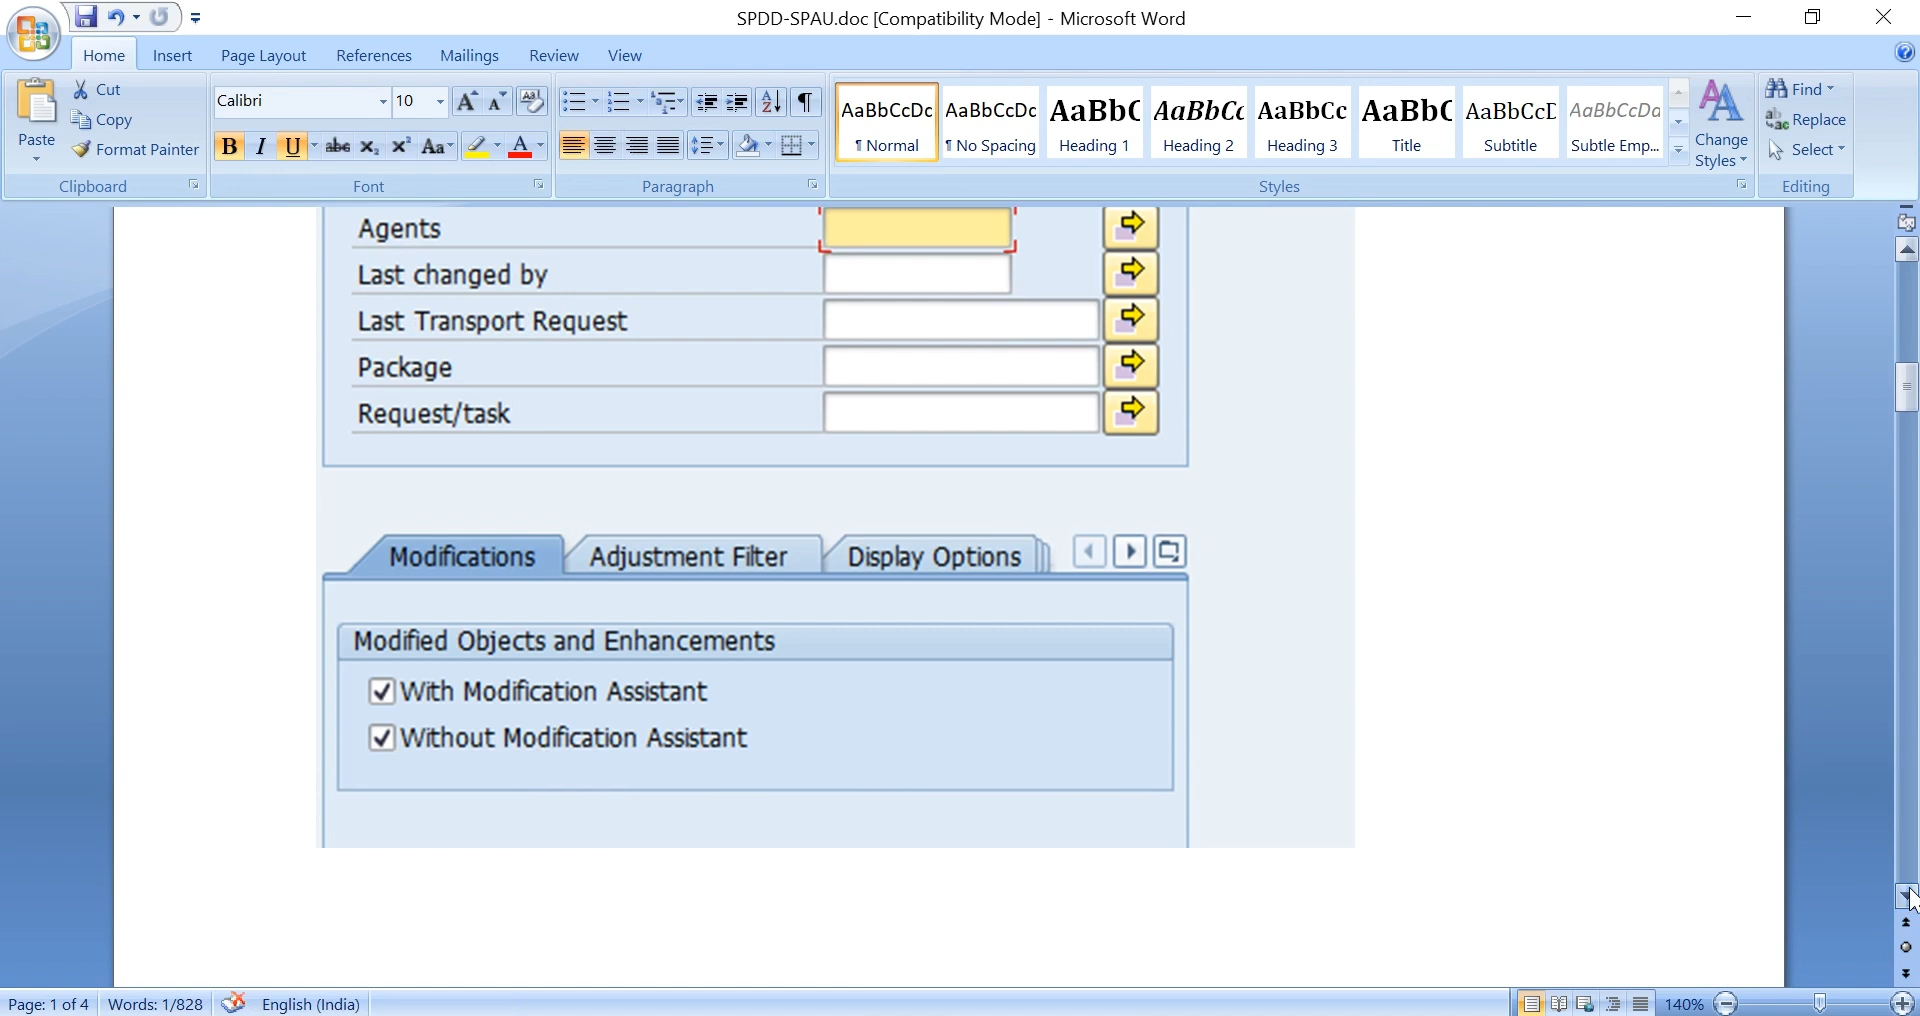 SPDD-SPAU.doc [Compatibility Mode] - Microsoft Word
Home Insert Page Layout References Mailings Review View
Paste
Cut
Copy
Format Painter
Clipboard
Calibri 10
B I U abe X₂ X² Aa A
Font
Paragraph
AaBbCcDc AaBbCcDc AaBbC AaBbCc AaBbCc AaBbC AaBbCcD AaBbCcDa
¶ Normal ¶ No Spacing Heading 1 Heading 2 Heading 3 Title Subtitle Subtle Emp...
Change Styles
Styles
Find
Replace
Select
Editing
Agents
Last changed by
Last Transport Request
Package
Request/task
Modifications Adjustment Filter Display Options
Modified Objects and Enhancements
With Modification Assistant
Without Modification Assistant
Page: 1 of 4 Words: 1/828 English (India) 140%